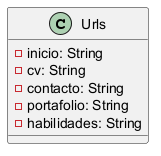 C Urls
inicio: String
cv: String
contacto: String
portafolio: String
habilidades: String